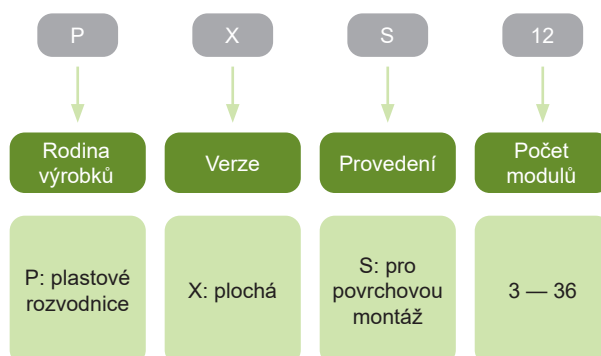 P
X
S
12
Rodina
výrobků
Verze
Provedení
Počet
modulů
P: plastové
rozvodnice
X: plochá
S: pro
povrchovou
montáž
3 — 36